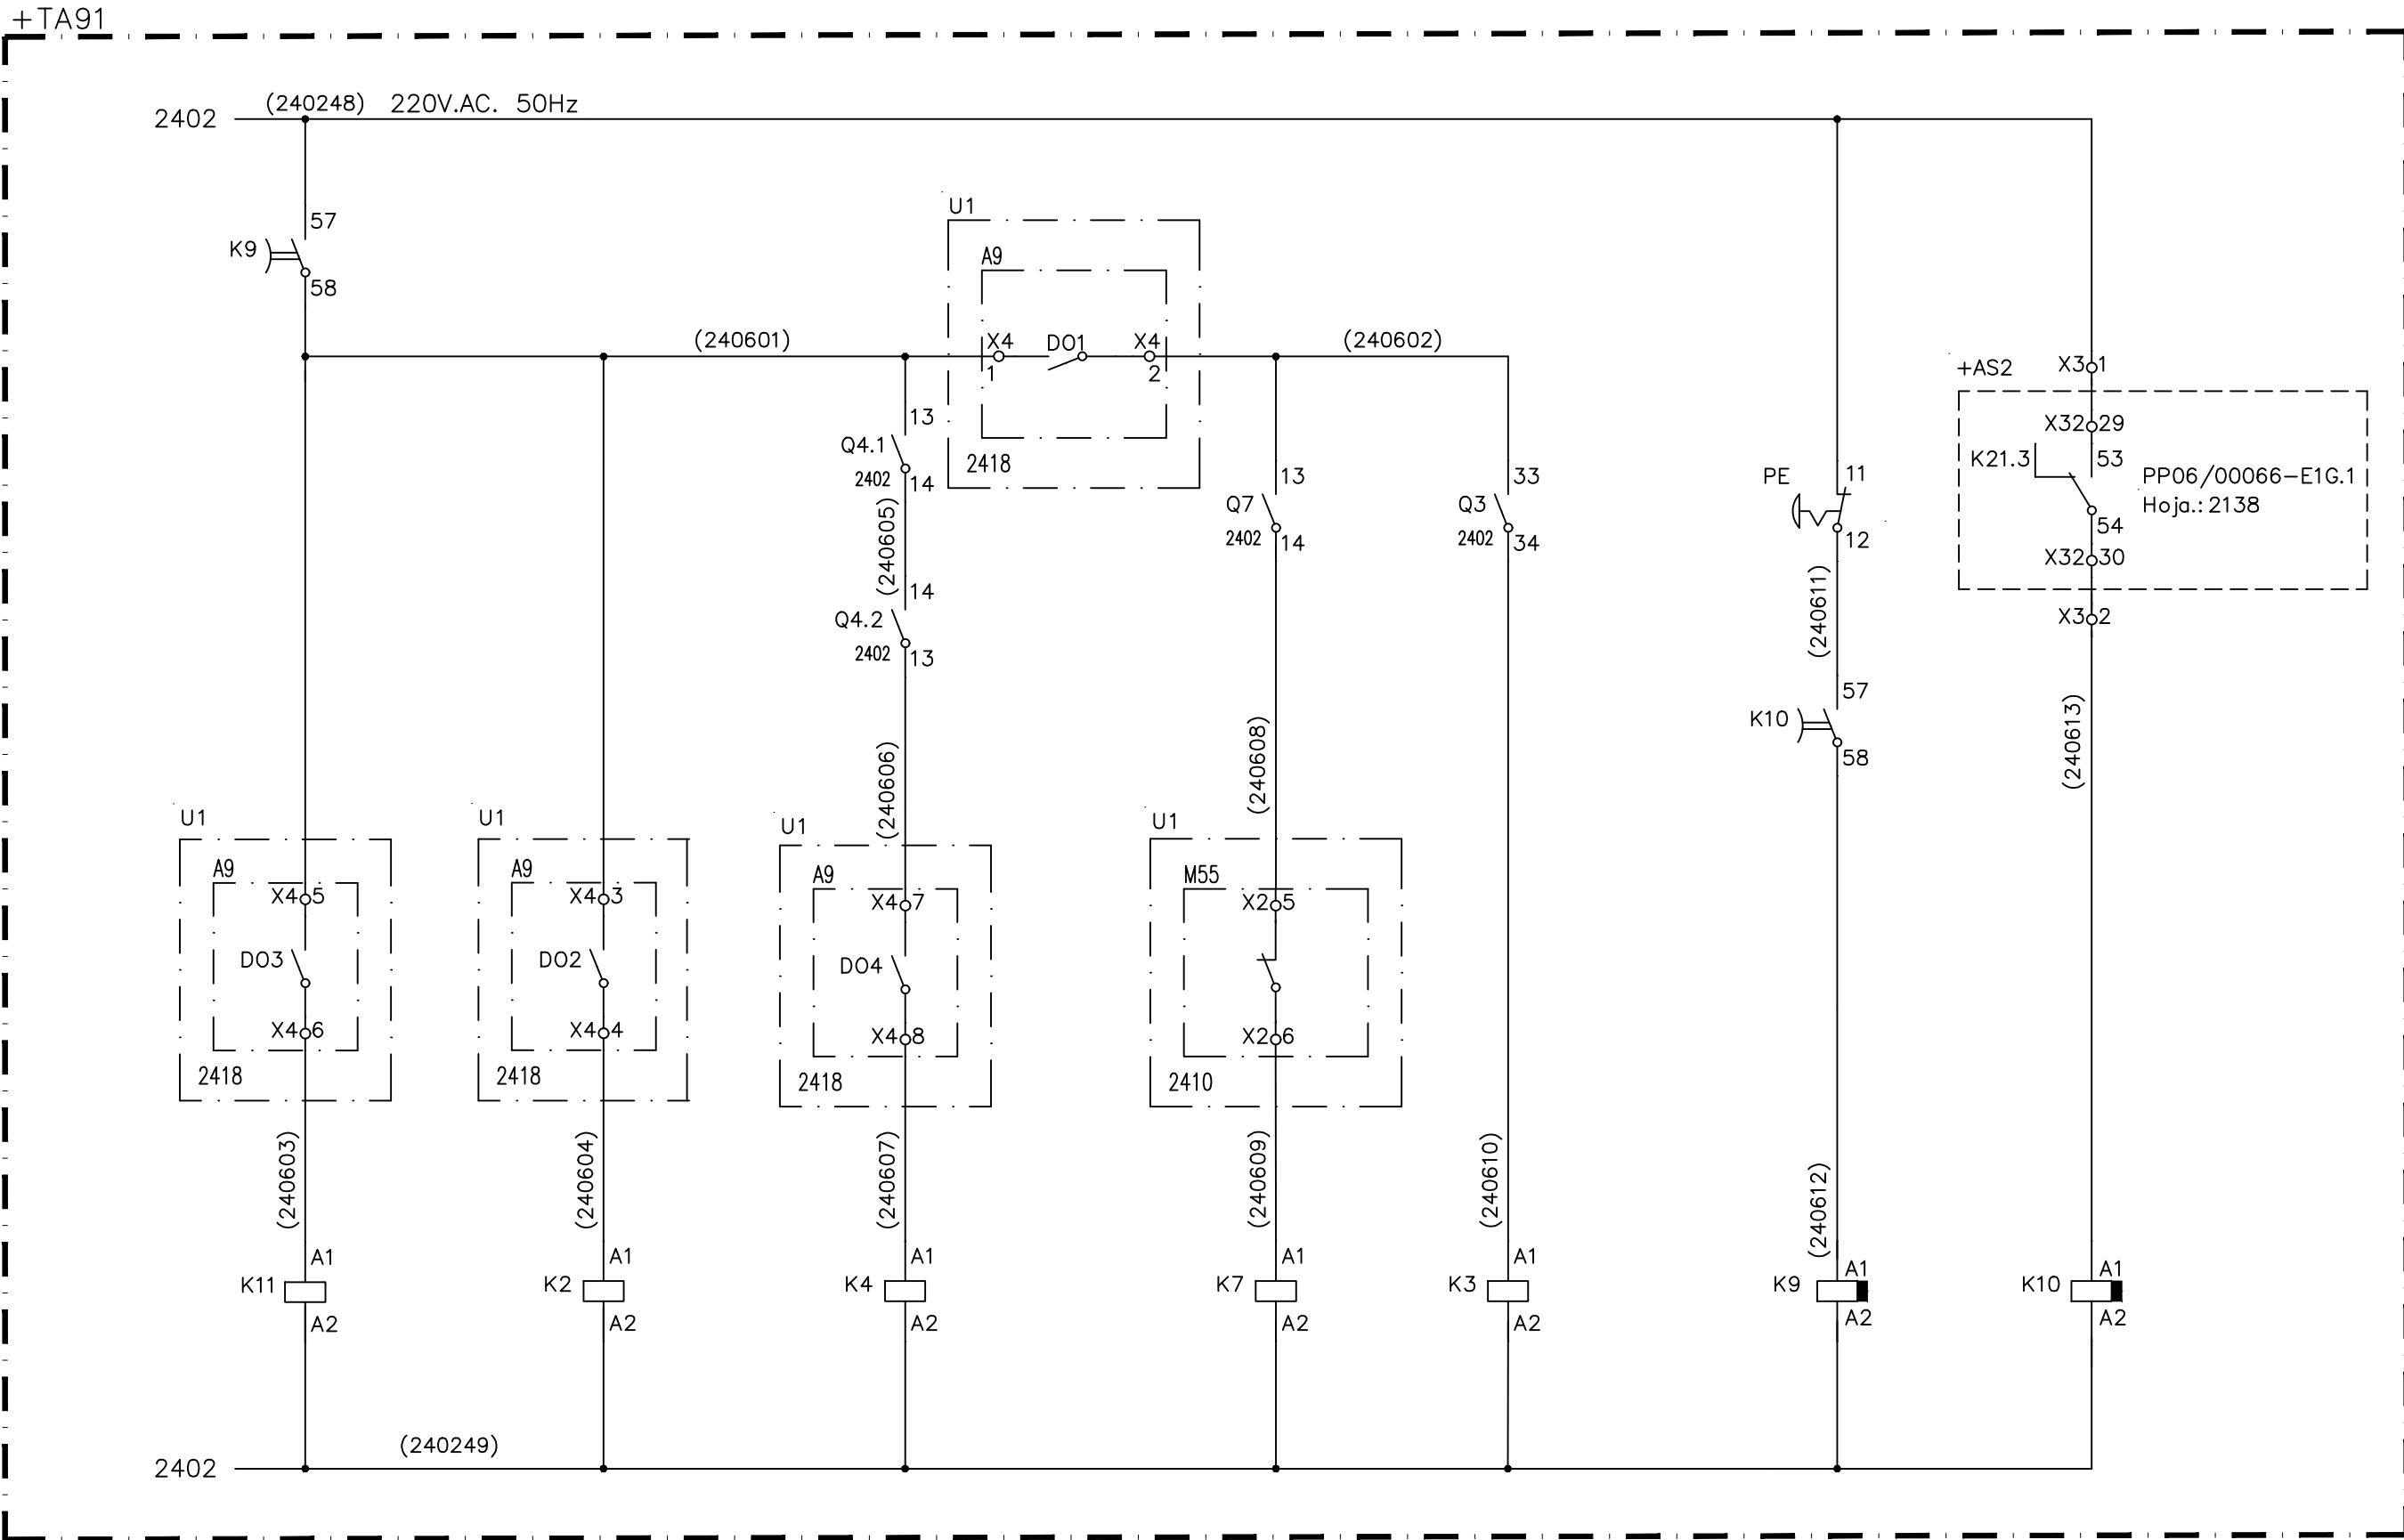 +TA91
2402
(240248)
220V.AC. 50Hz
57
K9
58
(240601)
U1
A9
X4
DO1
X4
1
2
2418
(240602)
13
Q4.1
2402
14
(240605)
14
Q4.2
2402
13
(240606)
13
Q7
2402
14
(240608)
33
Q3
2402
34
PE
11
12
(240611)
57
K10
58
+AS2
X3
1
X32
29
K21.3
53
PP06/00066-E1G.1
Hoja.: 2138
54
X32
30
X3
2
(240613)
U1
A9
X4
5
DO3
X4
6
2418
(240603)
U1
A9
X4
3
DO2
X4
4
2418
(240604)
U1
A9
X4
7
DO4
X4
8
2418
(240607)
U1
M55
X2
5
X2
6
2410
(240609)
(240610)
(240612)
A1
K11
A2
A1
K2
A2
A1
K4
A2
A1
K7
A2
A1
K3
A2
A1
K9
A2
A1
K10
A2
(240249)
2402